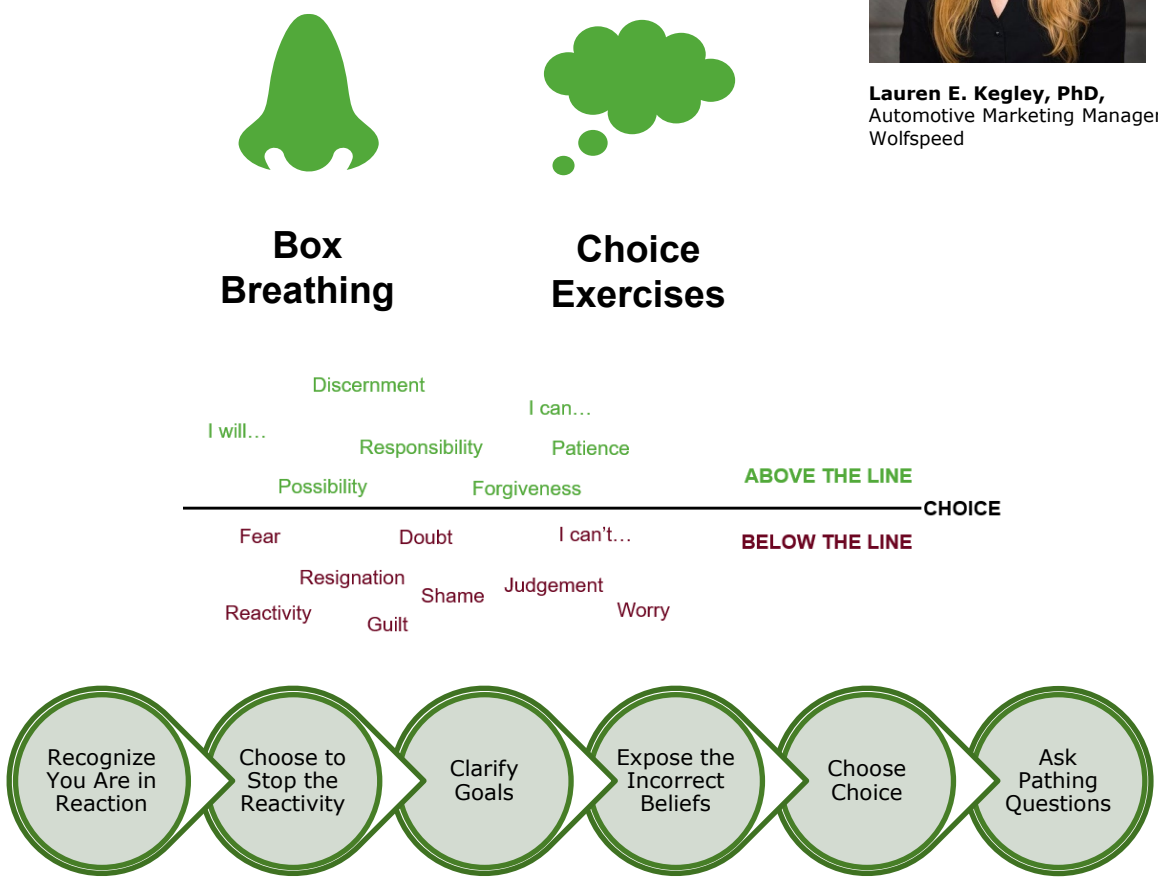 Lauren E. Kegley, PhD,
Automotive Marketing Manager
Wolfspeed
Box
Breathing
Choice
Exercises
Discernment
I can…
I will…
Responsibility
Patience
Possibility
Forgiveness
ABOVE THE LINE
CHOICE
Fear
Doubt
I can't…
BELOW THE LINE
Resignation
Shame
Judgement
Reactivity
Guilt
Worry
Recognize
You Are in
Reaction
Choose to
Stop the
Reactivity
Clarify
Goals
Expose the
Incorrect
Beliefs
Choose
Choice
Ask
Pathing
Questions